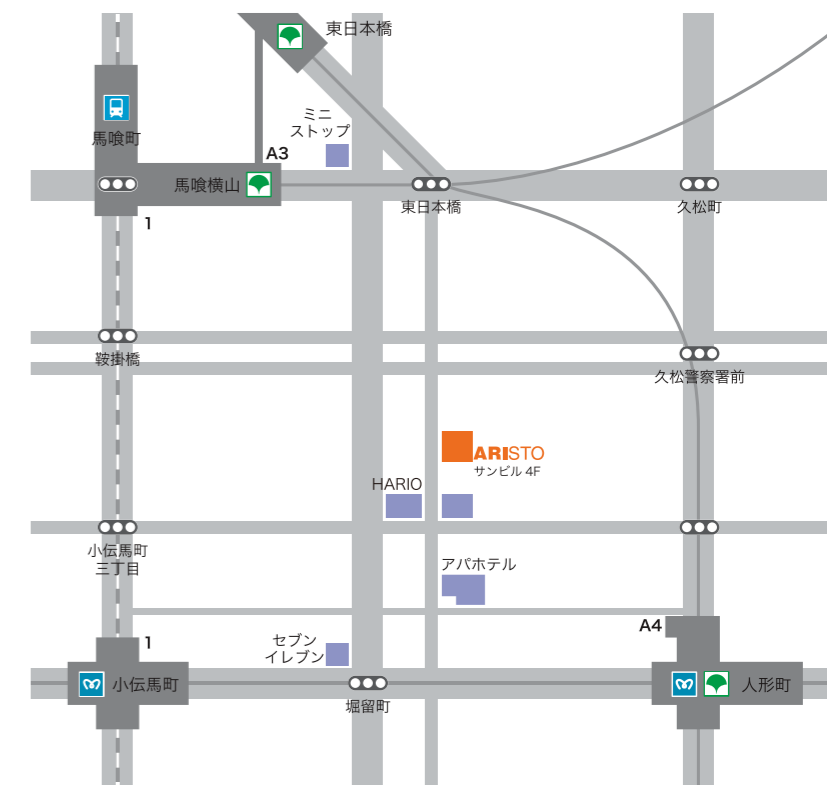 東日本橋
ミニ
ストップ
馬喰町
A3
馬喰横山
東日本橋
久松町
1
鞍掛橋
久松警察署前
ARISTO
サンビル 4F
HARIO
小伝馬町
三丁目
アパホテル
A4
1
セブン
イレブン
小伝馬町
人形町
堀留町